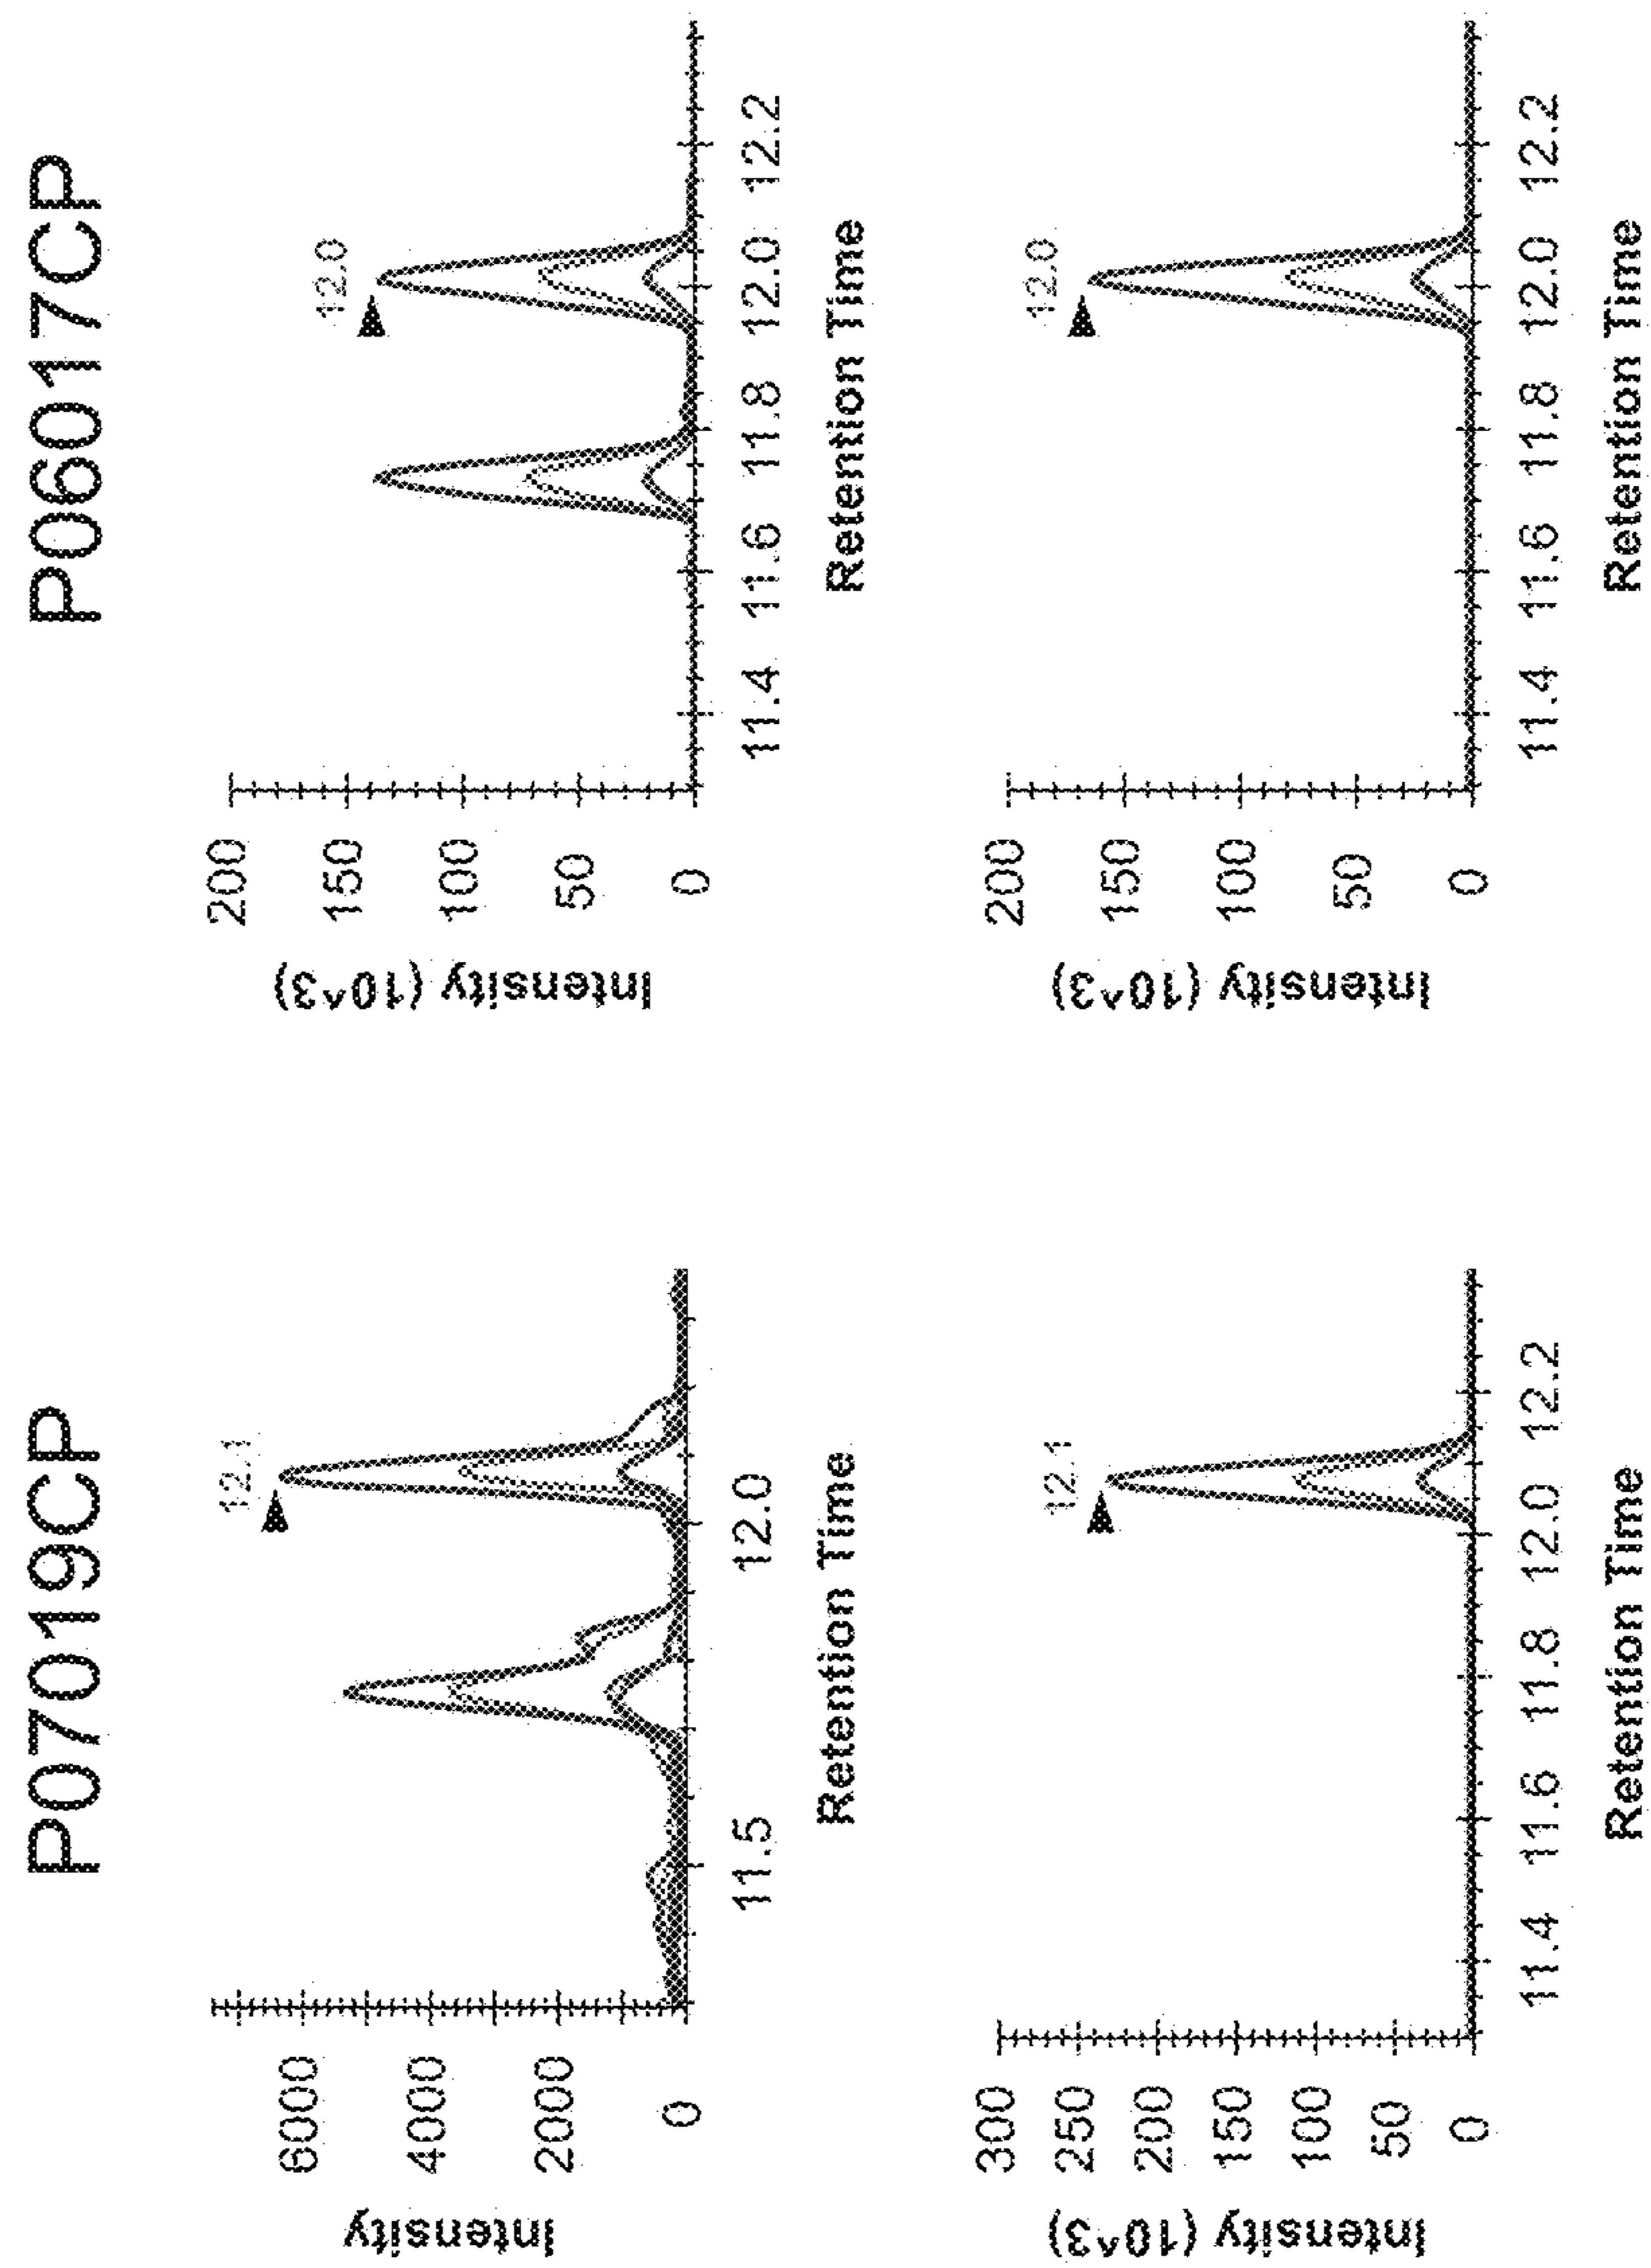 P07019CP
12.1
6000
4000
2000
0
Intensity
11.5
12.0
Retention Time
12.1
300
250
200
150
100
50
0
Intensity (10^3)
11.4 11.6 11.8 12.0 12.2
Retention Time
P06017CP
12.0
200
150
100
50
0
Intensity (10^3)
11.4 11.6 11.8 12.0 12.2
Retention Time
12.0
200
150
100
50
0
Intensity (10^3)
11.4 11.6 11.8 12.0 12.2
Retention Time